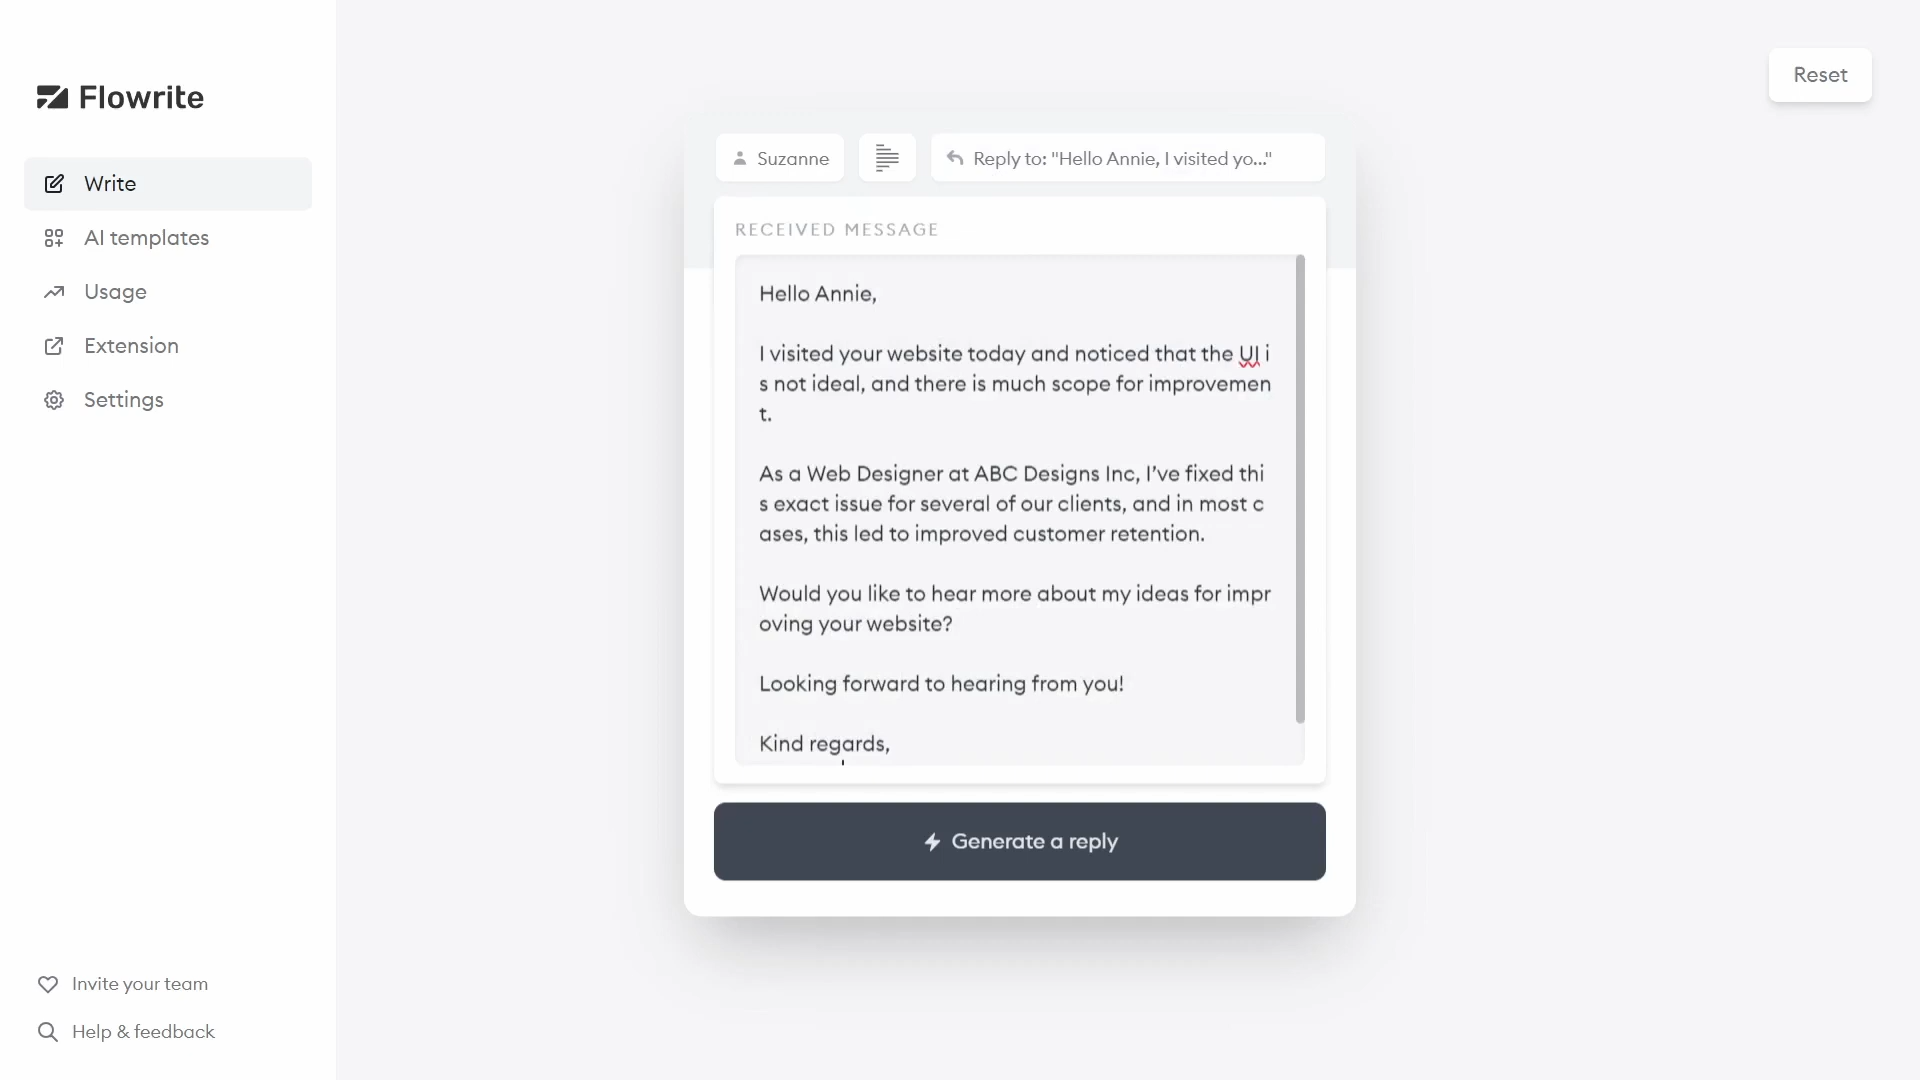 Flowrite
Write
AI templates
Usage
Extension
Settings
Invite your team
Help & feedback
Reset
Suzanne
Reply to: "Hello Annie, I visited yo..."
RECEIVED MESSAGE
Hello Annie,
I visited your website today and noticed that the UI i
s not ideal, and there is much scope for improvemen
t.
As a Web Designer at ABC Designs Inc, I’ve fixed thi
s exact issue for several of our clients, and in most c
ases, this led to improved customer retention.
Would you like to hear more about my ideas for impr
oving your website?
Looking forward to hearing from you!
Kind regards,
Generate a reply